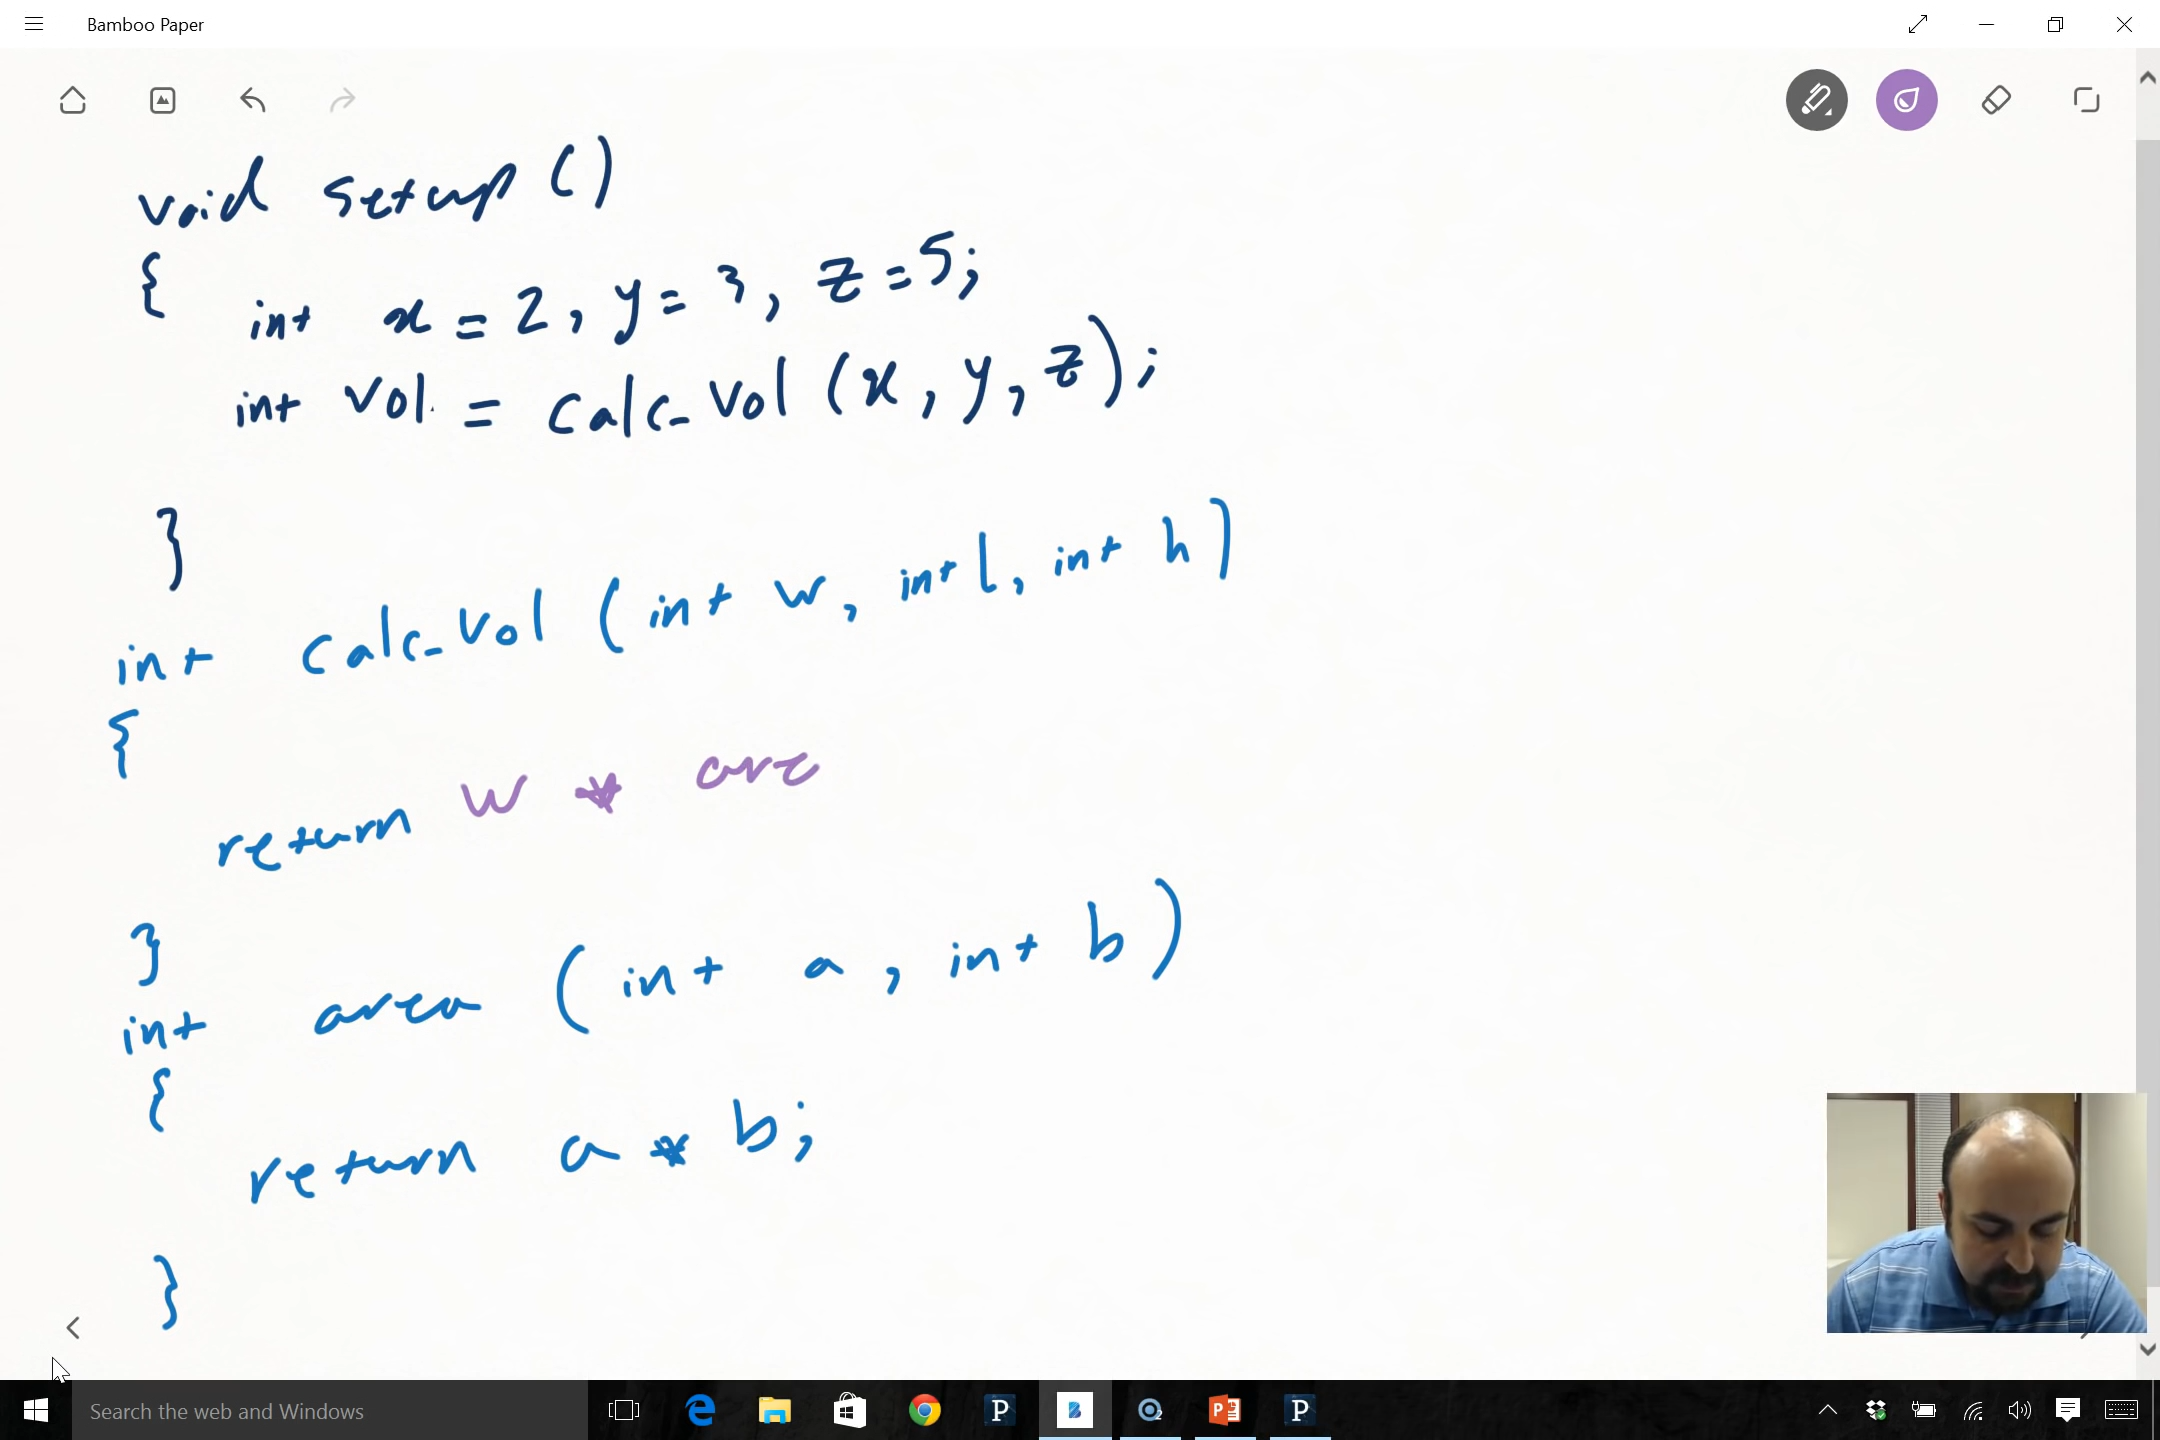 Bamboo Paper
void setup ()
{
int x = 2, y = 3, z = 5;
int vol = calc_vol (x, y, z);
}
int calc_vol (int w, int l, int h)
{
return w * are
}
int area (int a, int b)
{
return a * b;
}
Search the web and Windows